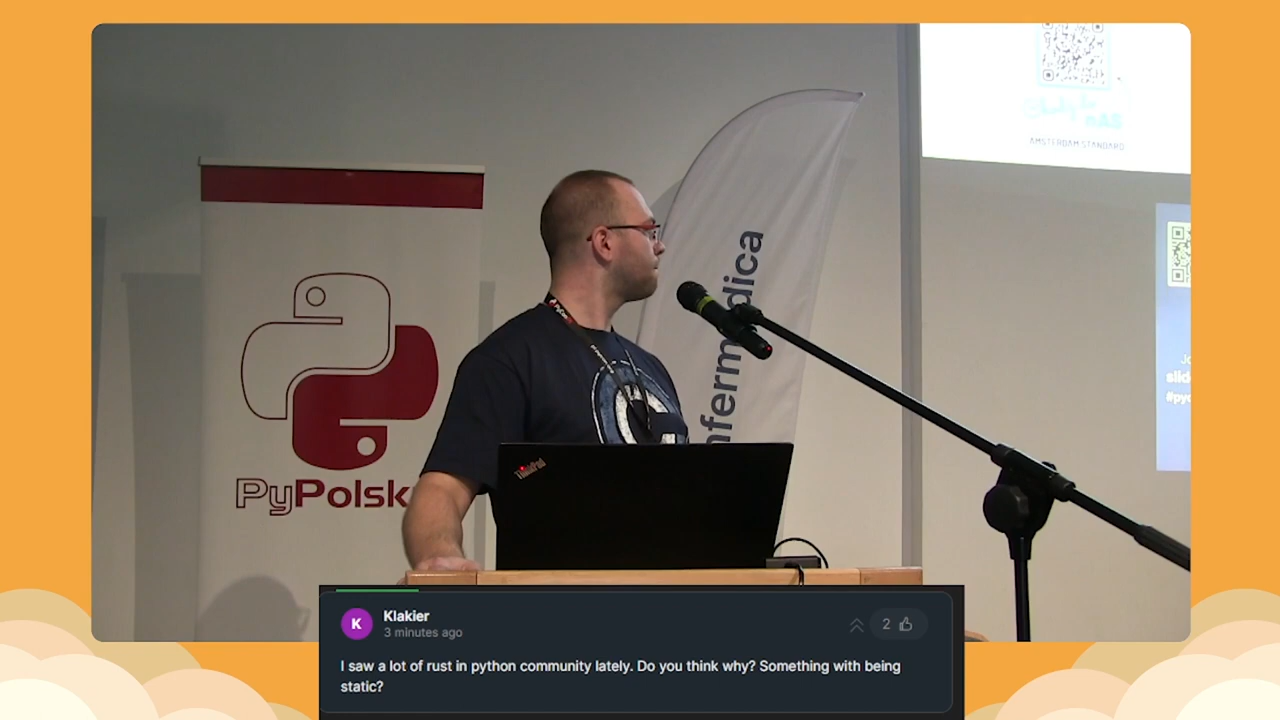 AMSTERDAM STANDARD
PyPolsk
nfermedica
ThinkPad
K
Klakier
3 minutes ago
2
I saw a lot of rust in python community lately. Do you think why? Something with being
static?